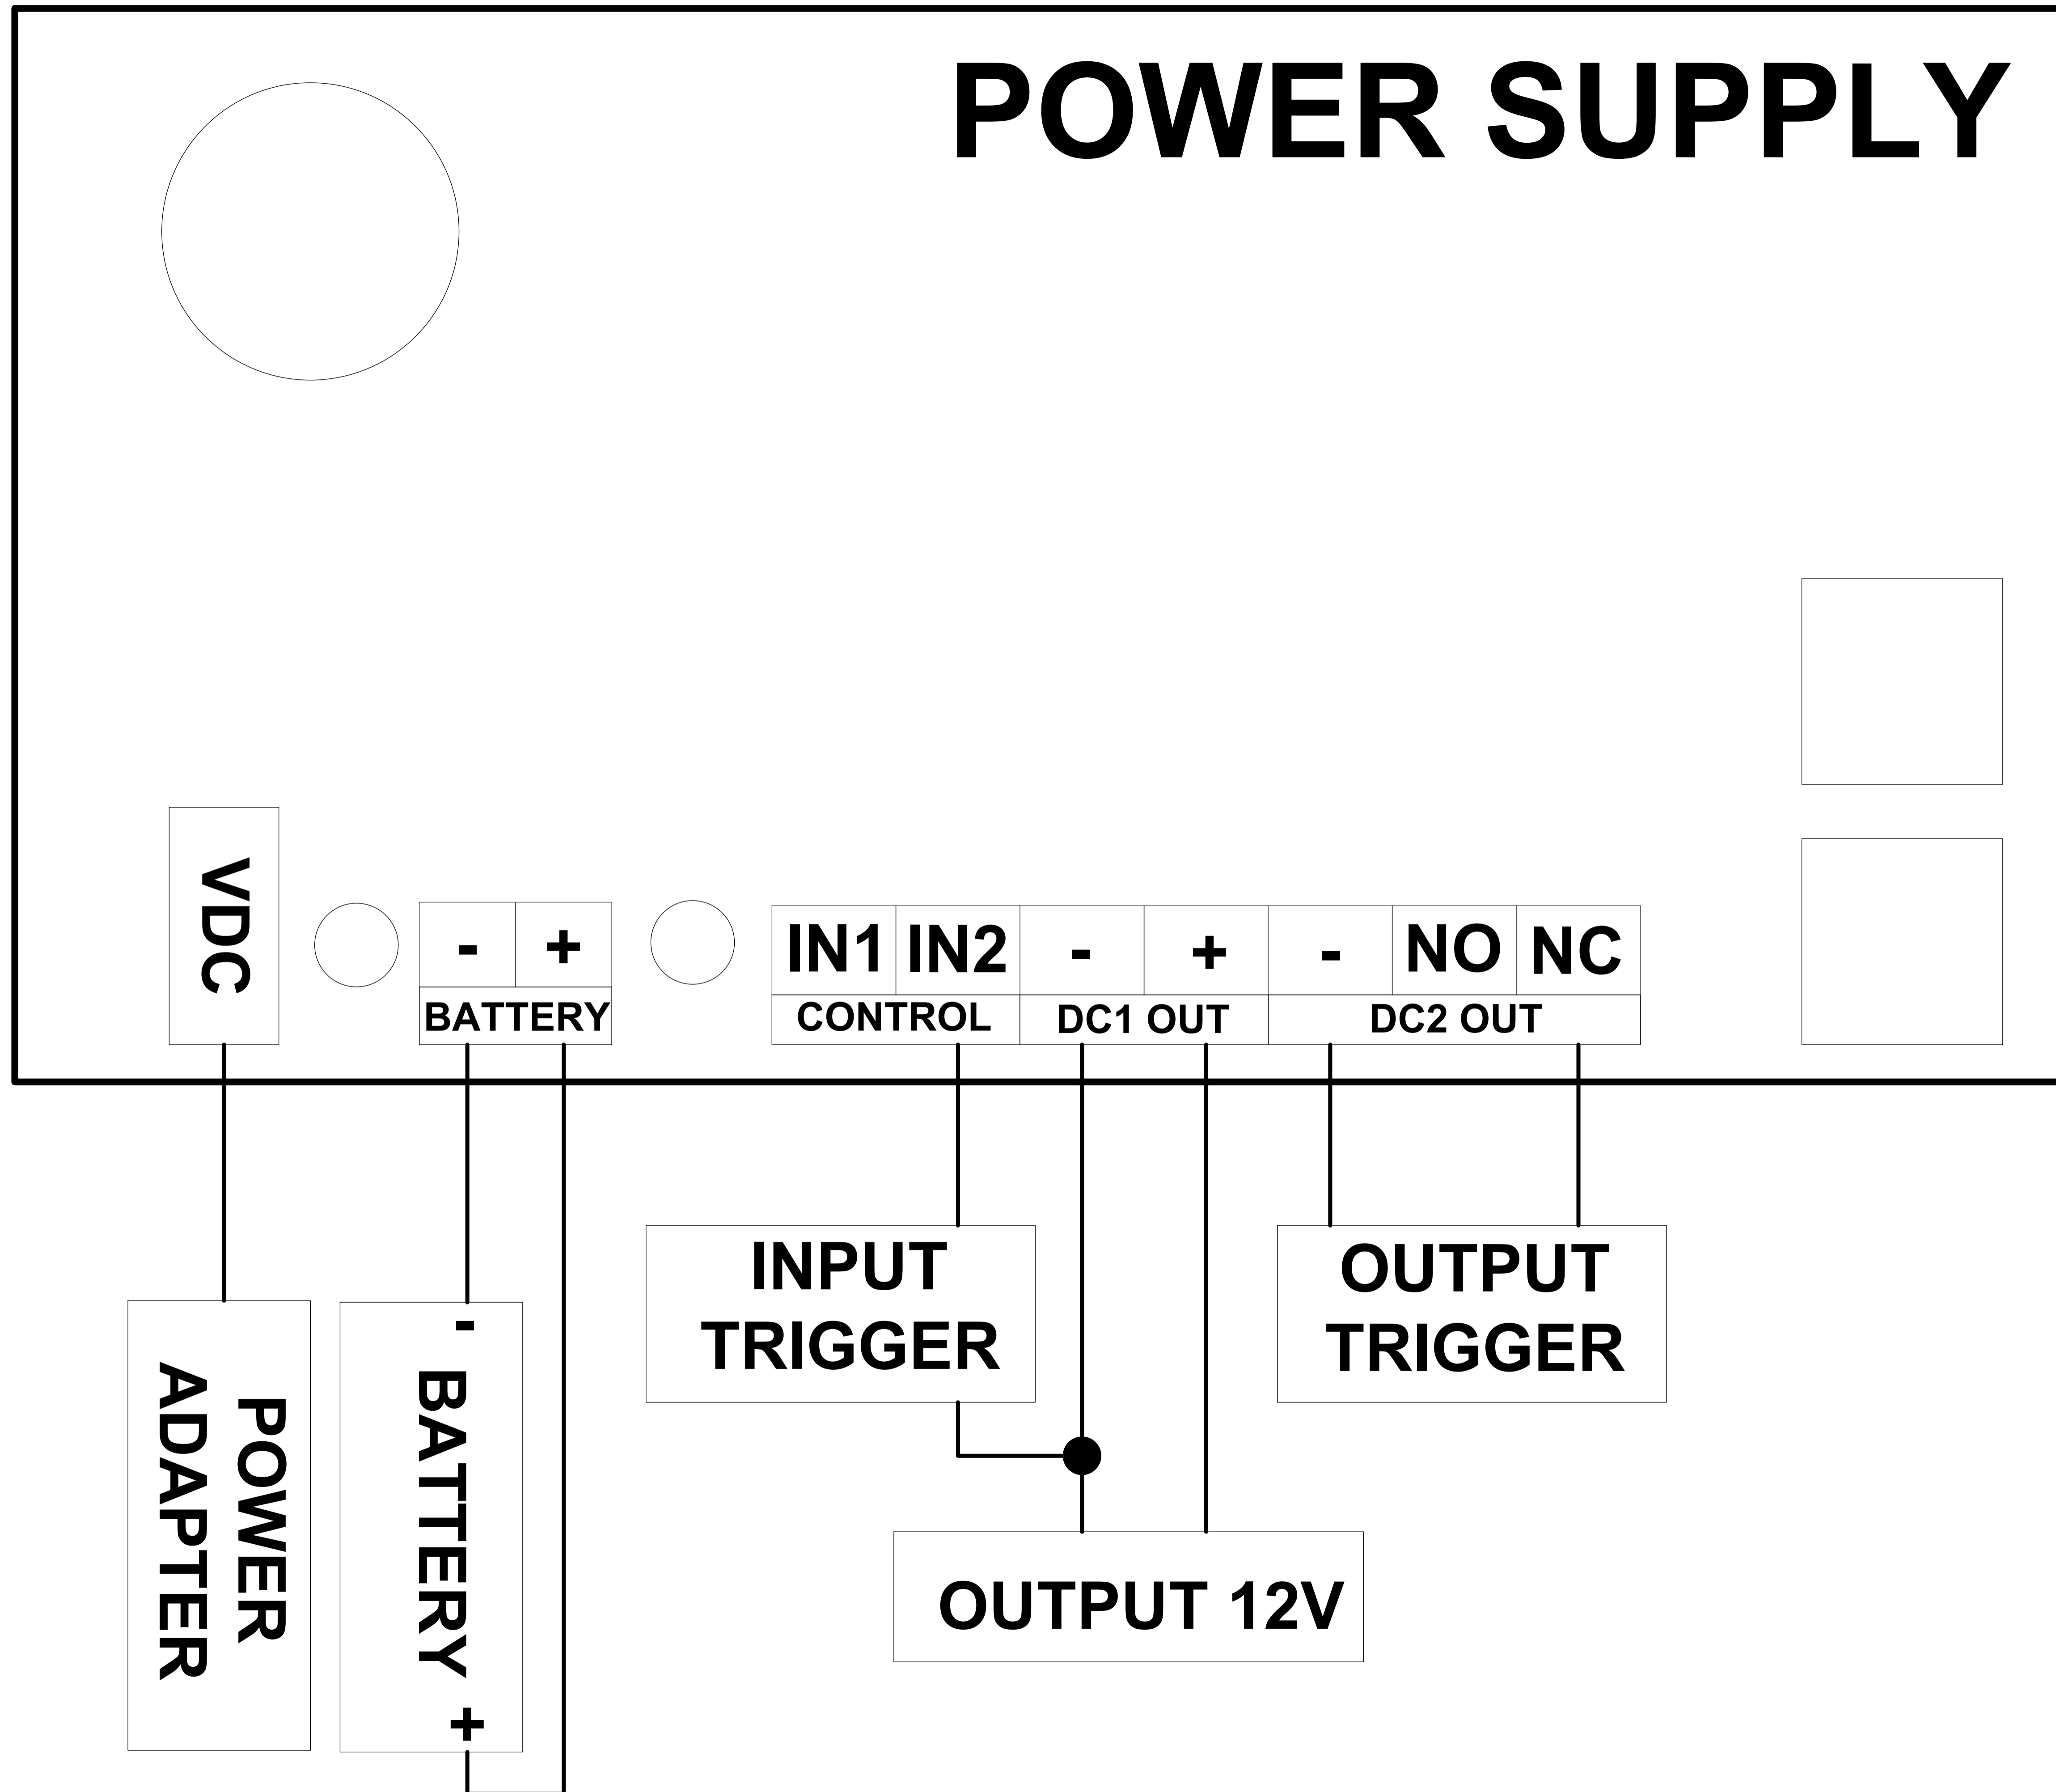 POWER SUPPLY
VDC
- +
BATTERY
IN1 IN2 - + - NO NC
CONTROL DC1 OUT DC2 OUT
INPUT
TRIGGER
OUTPUT
TRIGGER
POWER
ADAPTER
- BATTERY +
OUTPUT 12V